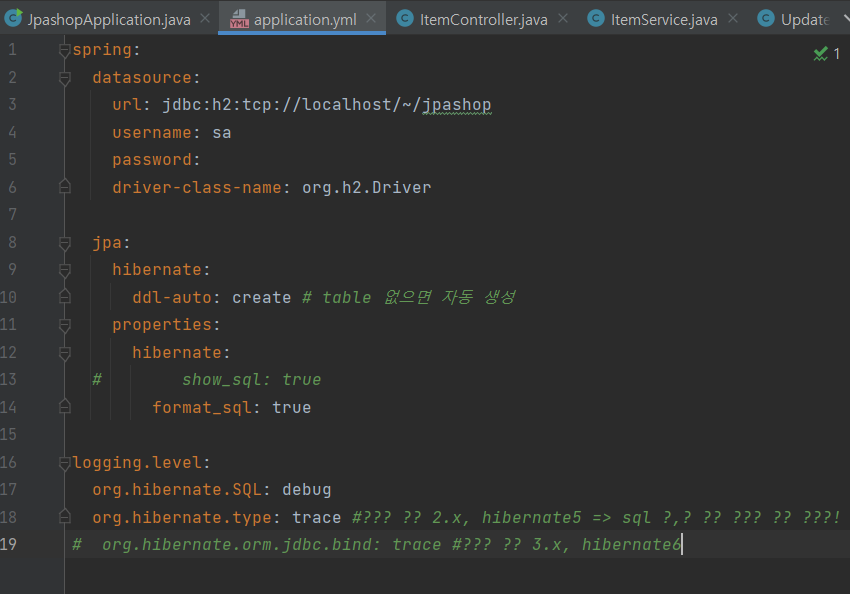 JpashopApplication.java application.yml ItemController.java ItemService.java Update
1 spring:
2 datasource:
3 url: jdbc:h2:tcp://localhost/~/jpashop
4 username: sa
5 password:
6 driver-class-name: org.h2.Driver
7
8 jpa:
9 hibernate:
10 ddl-auto: create # table 없으면 자동 생성
11 properties:
12 hibernate:
13 # show_sql: true
14 format_sql: true
15
16 logging.level:
17 org.hibernate.SQL: debug
18 org.hibernate.type: trace #??? ?? 2.x, hibernate5 => sql ?,? ?? ??? ?? ???!
19 # org.hibernate.orm.jdbc.bind: trace #??? ?? 3.x, hibernate6
1